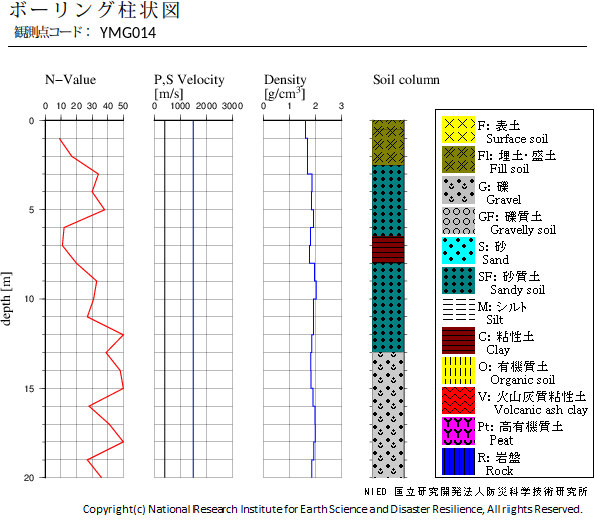 ボーリング柱状図
観測点コード： YMG014
N-Value P,S Velocity Density Soil column
[m/s] [g/cm³]
0 10 20 30 40 50 0 1000 2000 3000 0 1 2 3
0
5
10
15
20
depth [m]
F: 表土
Surface soil
Fl: 埋土・盛土
Fill soil
G: 礫
Gravel
GF: 礫質土
Gravelly soil
S: 砂
Sand
SF: 砂質土
Sandy soil
M: シルト
Silt
C: 粘性土
Clay
O: 有機質土
Organic soil
V: 火山灰質粘性土
Volcanic ash clay
Pt: 高有機質土
Peat
R: 岩盤
Rock
NIED 国立研究開発法人防災科学技術研究所
Copyright(c) National Research Institute for Earth Science and Disaster Resilience, All rights Reserved.